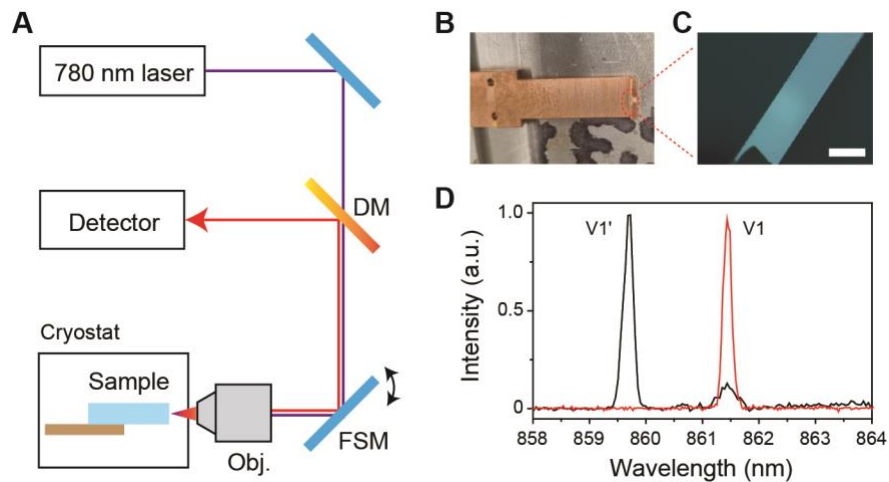 A
780 nm laser
DM
Detector
Cryostat
Sample
Obj.
FSM
B
C
D
V1'
V1
Intensity (a.u.)
1.0
0.5
0
858 859 860 861 862 863 864
Wavelength (nm)